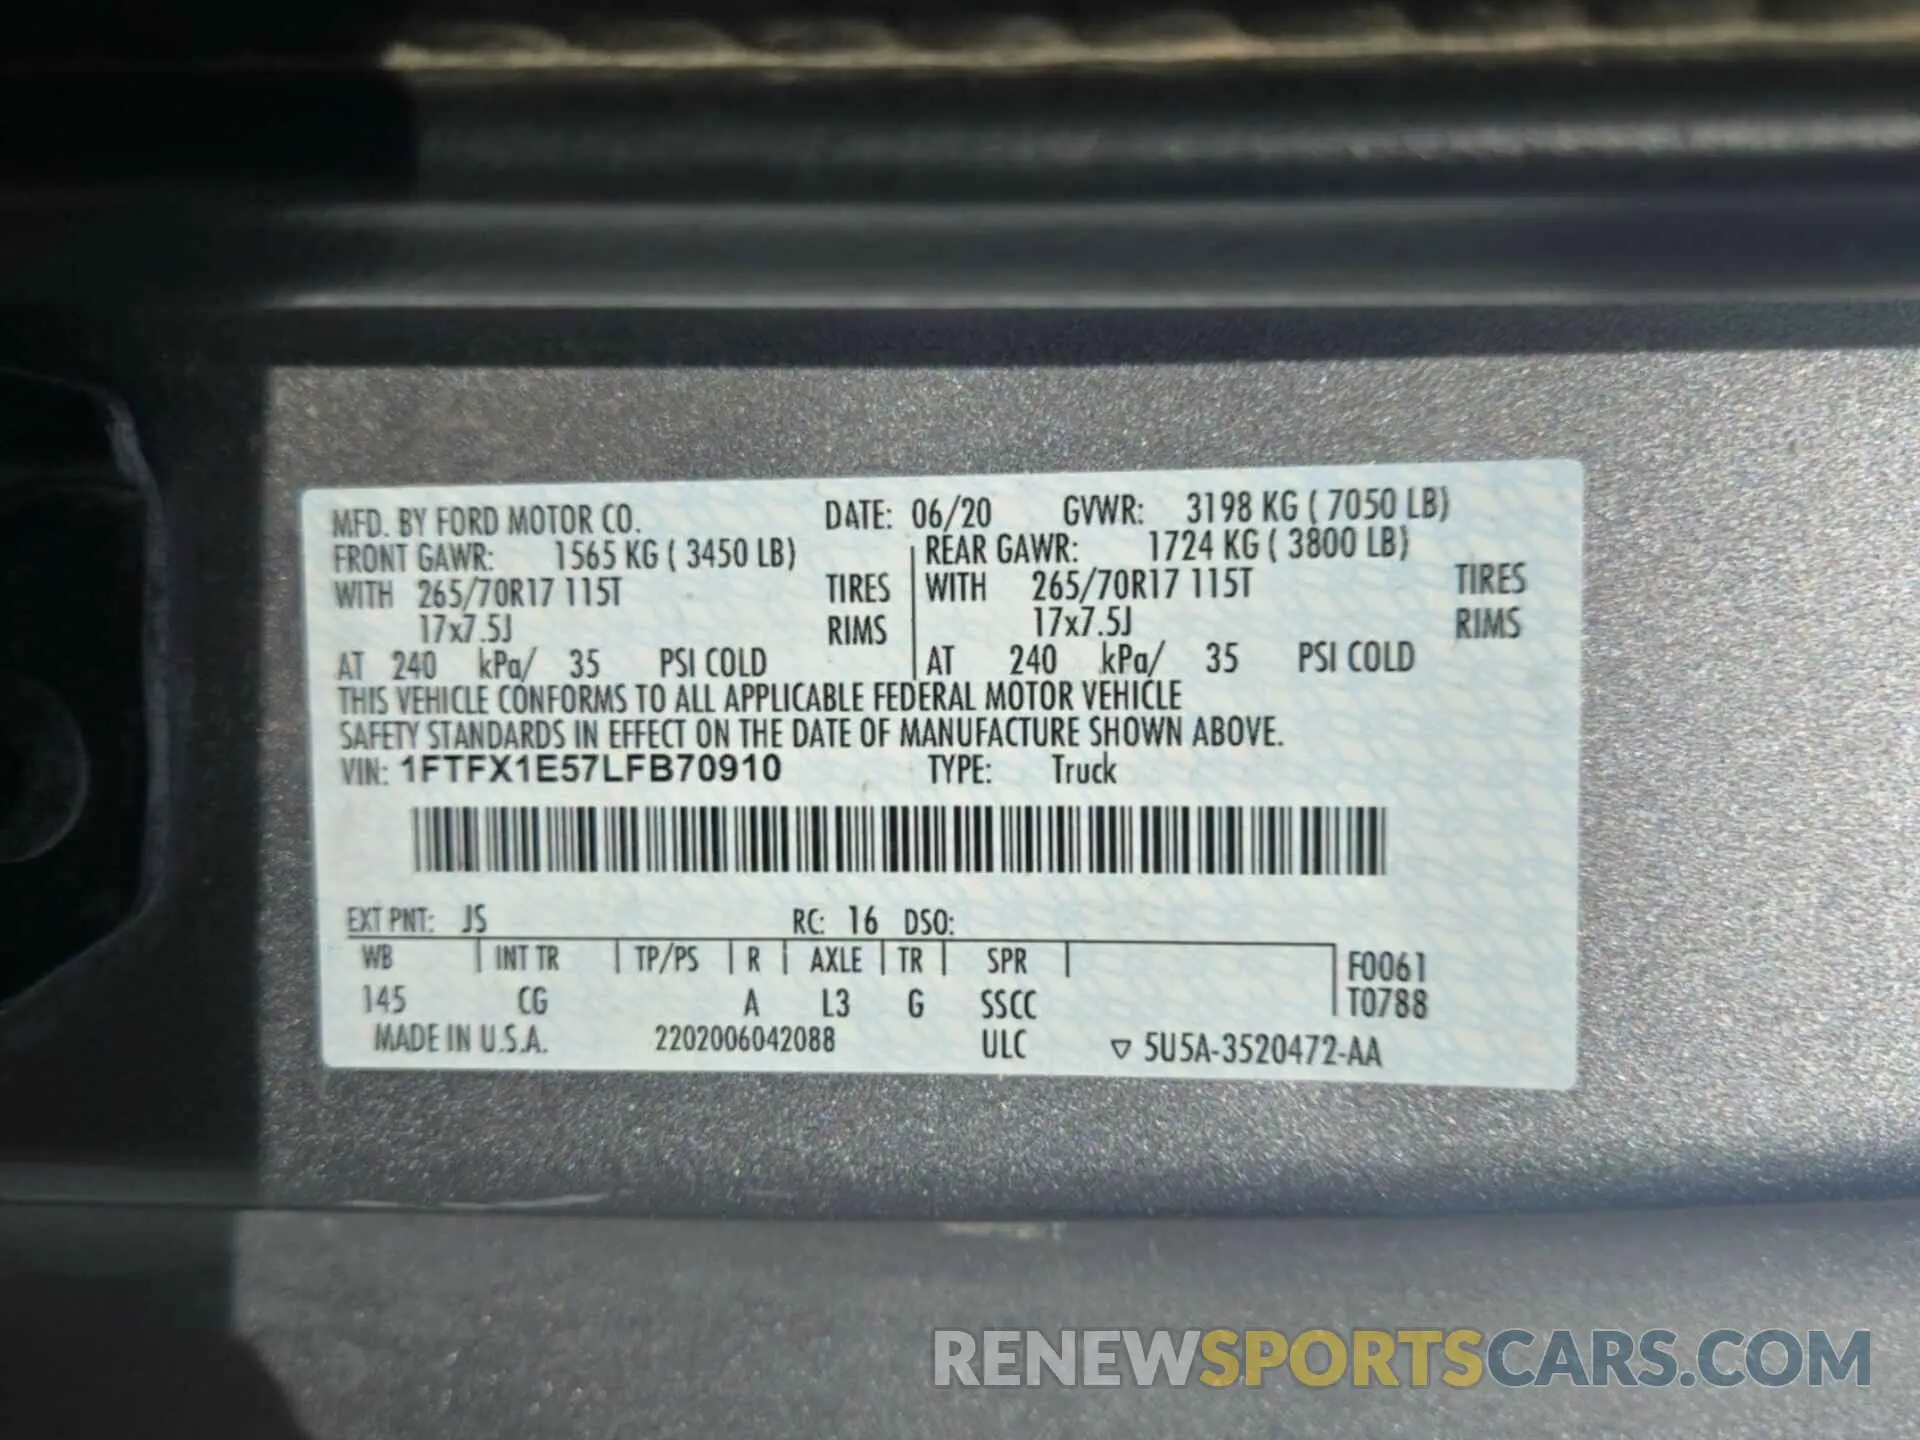 MFD. BY FORD MOTOR CO. DATE: 06/20 GVWR: 3198 KG ( 7050 LB)
FRONT GAWR: 1565 KG ( 3450 LB) REAR GAWR: 1724 KG ( 3800 LB)
WITH 265/70R17 115T TIRES WITH 265/70R17 115T TIRES
17x7.5J RIMS 17x7.5J RIMS
AT 240 kPa/ 35 PSI COLD AT 240 kPa/ 35 PSI COLD
THIS VEHICLE CONFORMS TO ALL APPLICABLE FEDERAL MOTOR VEHICLE
SAFETY STANDARDS IN EFFECT ON THE DATE OF MANUFACTURE SHOWN ABOVE.
VIN: 1FTFX1E57LFB70910 TYPE: Truck
EXT PNT: JS RC: 16 DSO:
WB INT TR TP/PS R AXLE TR SPR F0061
145 CG A L3 G SSCC T0788
MADE IN U.S.A. 2202006042088 ULC ▽ 5U5A-3520472-AA
RENEWSPORTSCARS.COM